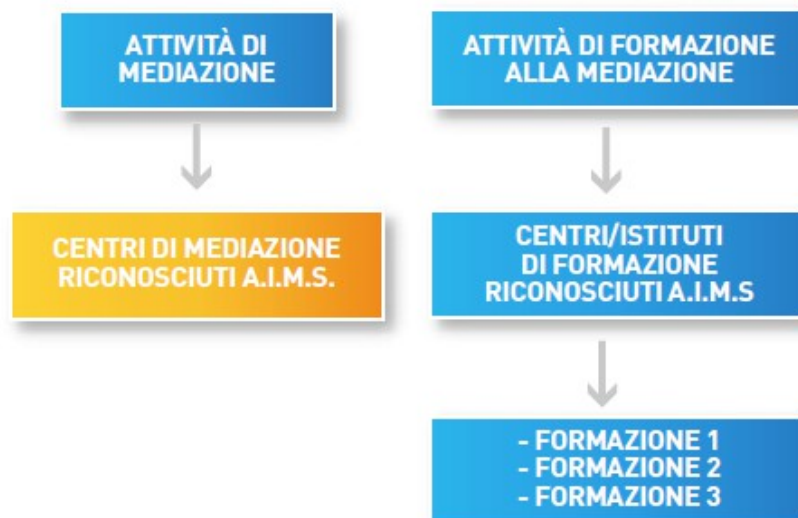 ATTIVITÀ DI
MEDIAZIONE
CENTRI DI MEDIAZIONE
RICONOSCIUTI A.I.M.S.
ATTIVITÀ DI FORMAZIONE
ALLA MEDIAZIONE
CENTRI/ISTITUTI
DI FORMAZIONE
RICONOSCIUTI A.I.M.S
- FORMAZIONE 1
- FORMAZIONE 2
- FORMAZIONE 3